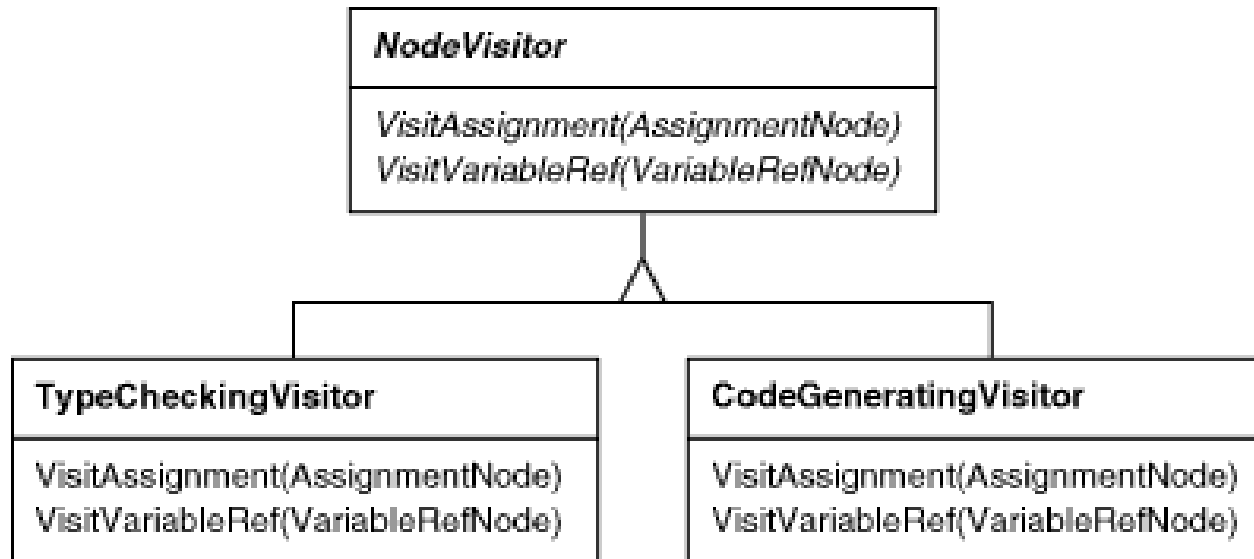 NodeVisitor
VisitAssignment(AssignmentNode)
VisitVariableRef(VariableRefNode)
TypeCheckingVisitor
VisitAssignment(AssignmentNode)
VisitVariableRef(VariableRefNode)
CodeGeneratingVisitor
VisitAssignment(AssignmentNode)
VisitVariableRef(VariableRefNode)